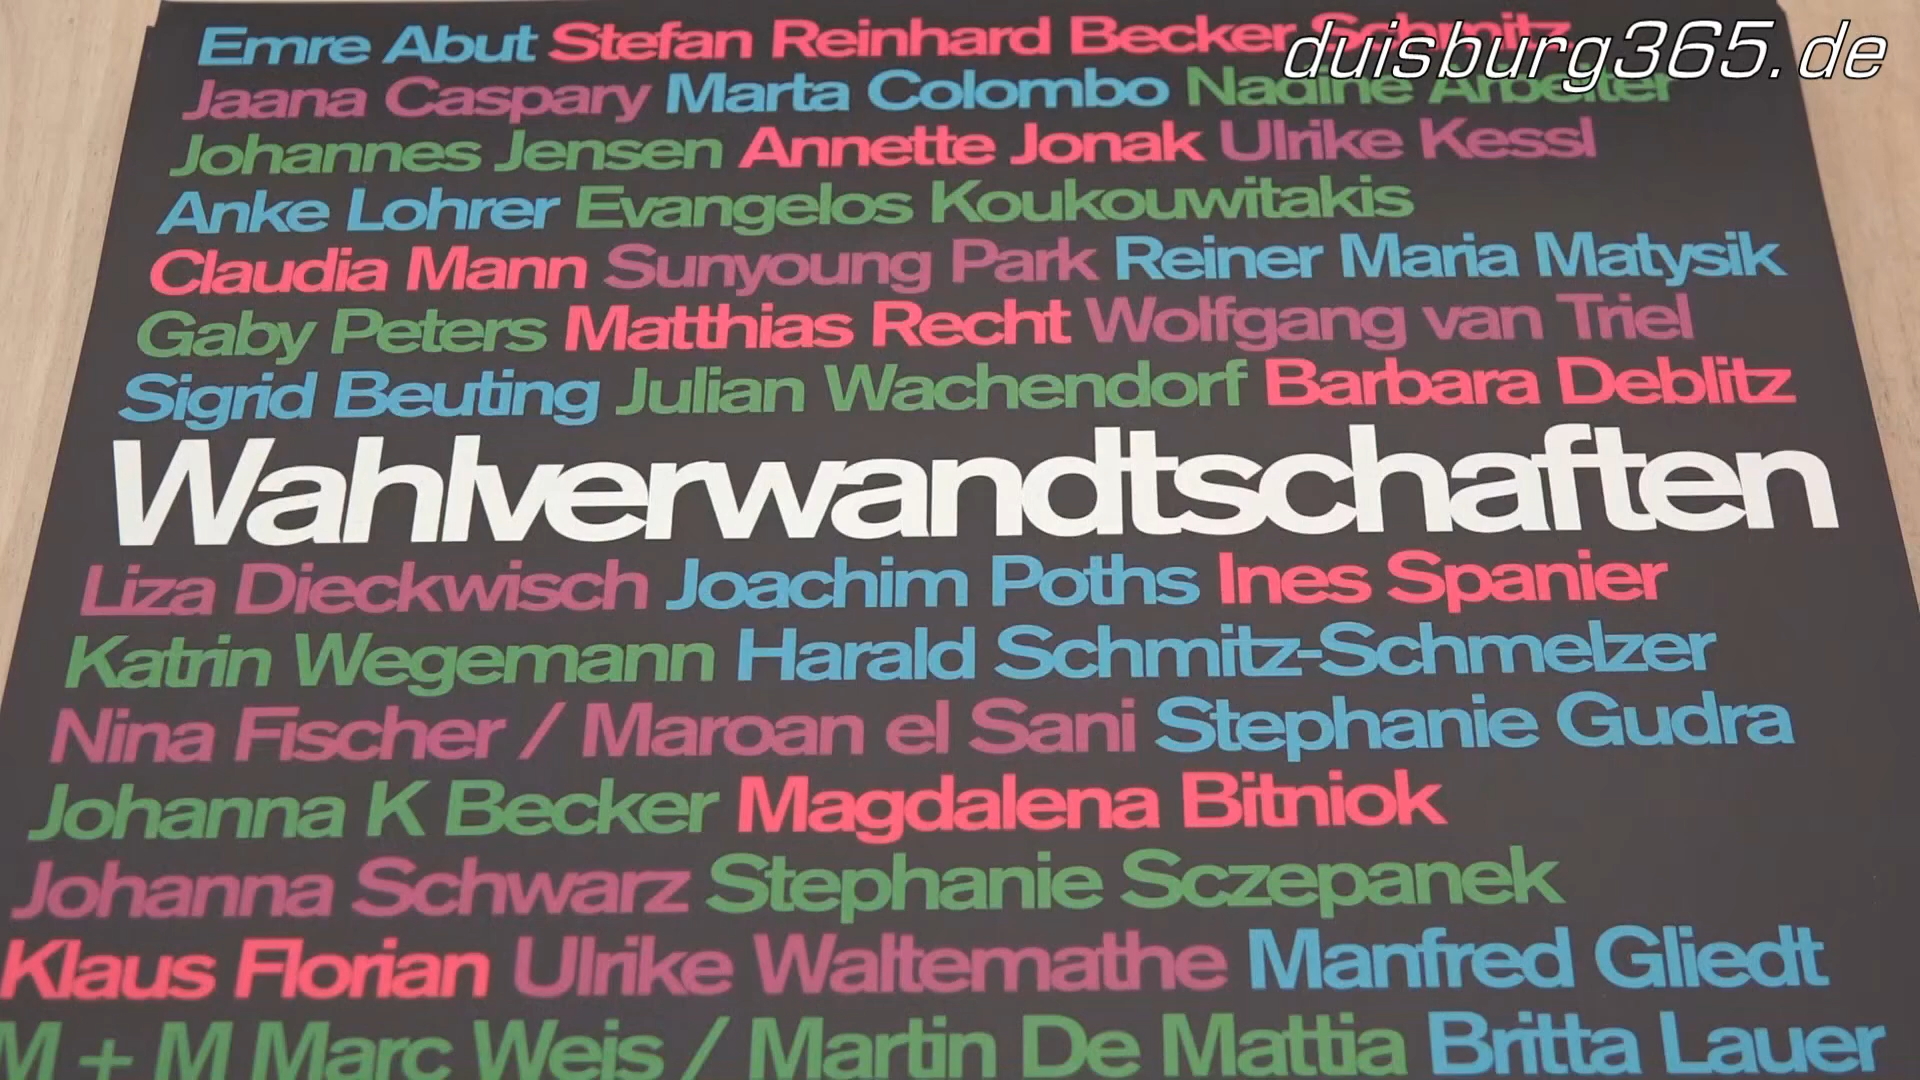 duisburg365.de
Emre Abut Stefan Reinhard Becker Schmitz
Jaana Caspary Marta Colombo Nadine Arbeiter
Johannes Jensen Annette Jonak Ulrike Kessl
Anke Lohrer Evangelos Koukouwitakis
Claudia Mann Sunyoung Park Reiner Maria Matysik
Gaby Peters Matthias Recht Wolfgang van Triel
Sigrid Beuting Julian Wachendorf Barbara Deblitz
Wahlverwandtschaften
Liza Dieckwisch Joachim Poths Ines Spanier
Katrin Wegemann Harald Schmitz-Schmelzer
Nina Fischer / Maroan el Sani Stephanie Gudra
Johanna K Becker Magdalena Bitniok
Johanna Schwarz Stephanie Sczepanek
Klaus Florian Ulrike Waltemathe Manfred Gliedt
M + M Marc Weis / Martin De Mattia Britta Lauer